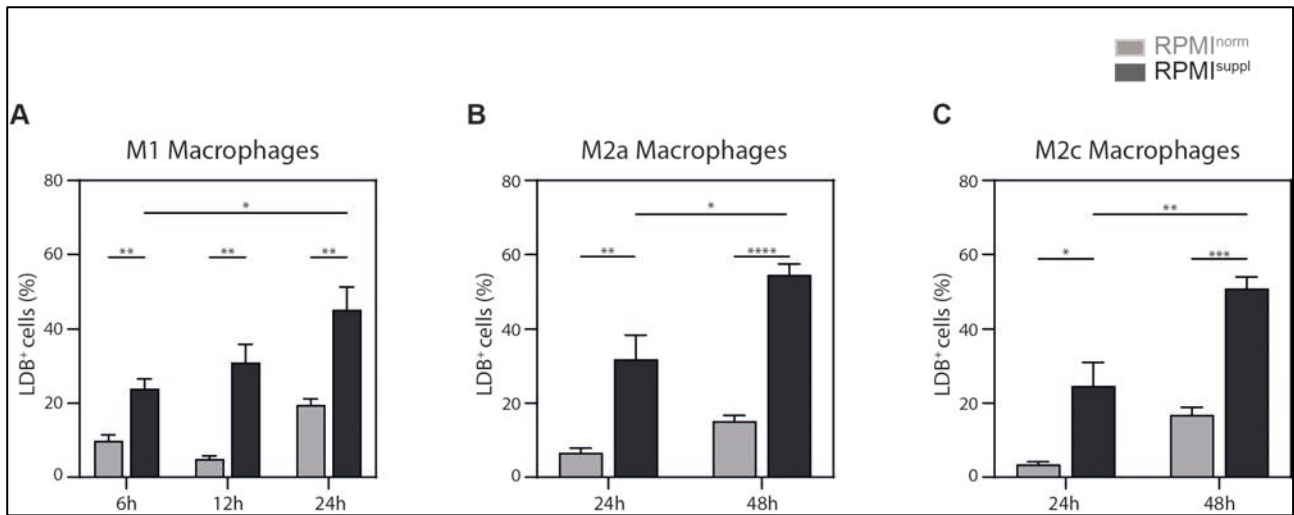 RPMI^norm
RPMI^suppl
A
M1 Macrophages
LDB⁺ cells (%)
80
60
40
20
0
*
** ** **
6h 12h 24h
B
M2a Macrophages
LDB⁺ cells (%)
80
60
40
20
0
*
** ****
24h 48h
C
M2c Macrophages
LDB⁺ cells (%)
80
60
40
20
0
**
* ***
24h 48h